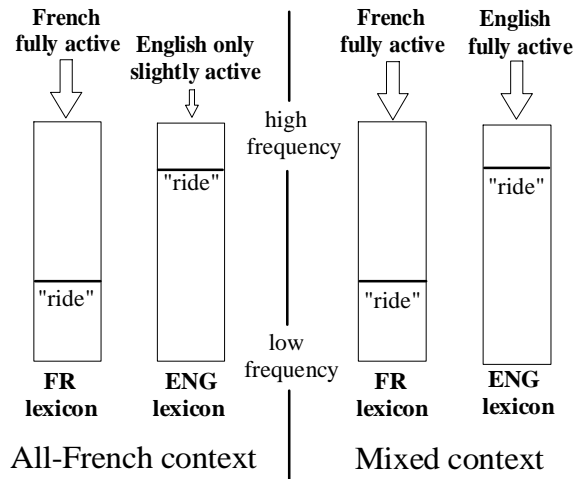 French
fully active
English only
slightly active
high
frequency
"ride"
"ride"
low
frequency
FR
lexicon
ENG
lexicon
All-French context
French
fully active
English
fully active
"ride"
"ride"
FR
lexicon
ENG
lexicon
Mixed context